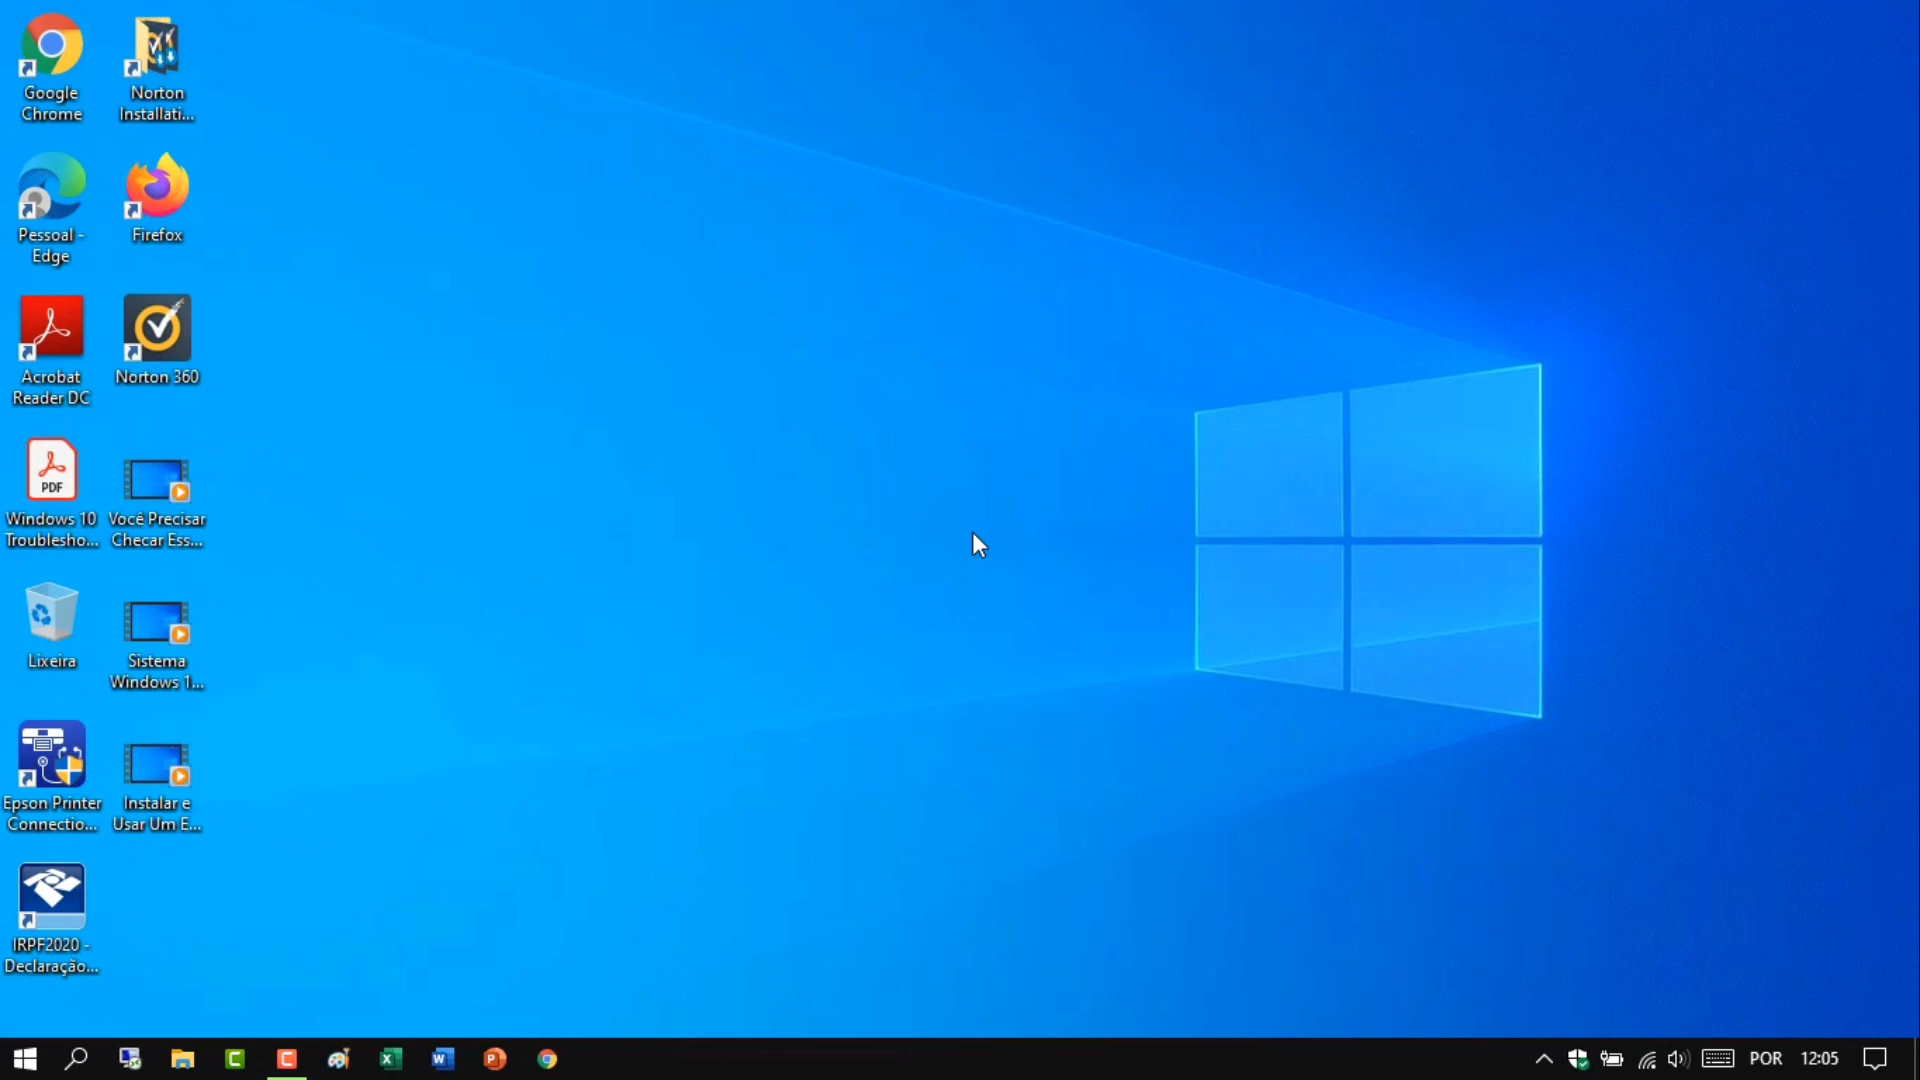 Google
Chrome
Norton
Installati...
Pessoal -
Edge
Firefox
Acrobat
Reader DC
Norton 360
PDF
Windows 10
Troublesho...
Você Precisar
Checar Ess...
Lixeira
Sistema
Windows 1...
Epson Printer
Connectio...
Instalar e
Usar Um E...
IRPF2020 -
Declaração...
POR
12:05